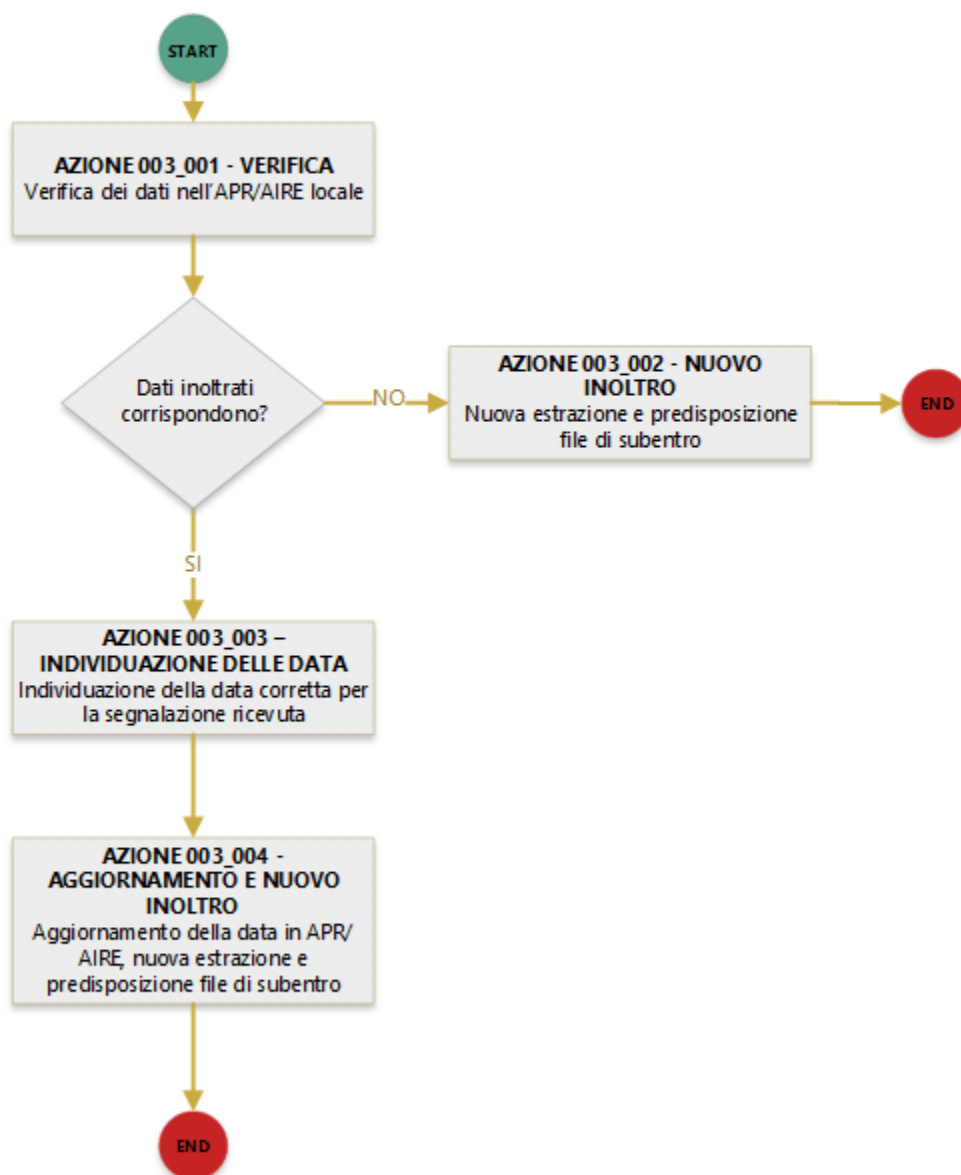 START
AZIONE 003_001 - VERIFICA
Verifica dei dati nell'APR/AIRE locale
Dati inoltrati
corrispondono?
NO
AZIONE 003_002 - NUOVO
INOLTRO
Nuova estrazione e predisposizione
file di subentro
END
SI
AZIONE 003_003 –
INDIVIDUAZIONE DELLE DATA
Individuazione della data corretta per
la segnalazione ricevuta
AZIONE 003_004 -
AGGIORNAMENTO E NUOVO
INOLTRO
Aggiornamento della data in APR/
AIRE, nuova estrazione e
predisposizione file di subentro
END